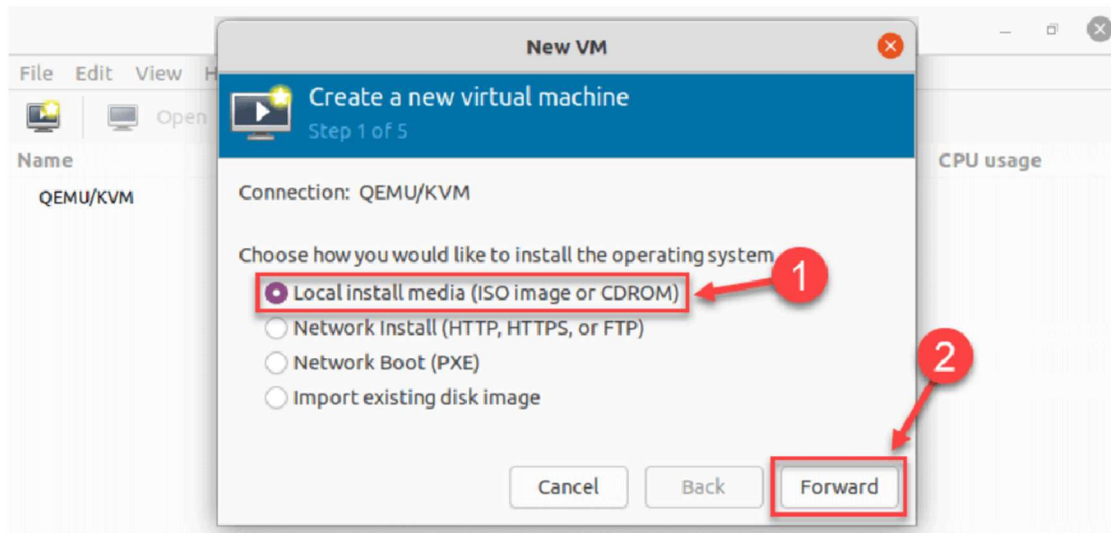 New VM
File Edit View H
Create a new virtual machine
Step 1 of 5
Open
Name
CPU usage
QEMU/KVM
Connection: QEMU/KVM
Choose how you would like to install the operating system
Local install media (ISO image or CDROM)
1
Network Install (HTTP, HTTPS, or FTP)
Network Boot (PXE)
2
Import existing disk image
Cancel Back Forward